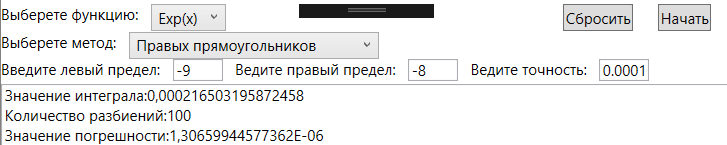 Выберете функцию: Exp(x) Сбросить Начать
Выберете метод: Правых прямоугольников
Введите левый предел: -9 Ведите правый предел: -8 Ведите точность: 0.0001
Значение интеграла:0,000216503195872458
Количество разбиений:100
Значение погрешности:1,30659944577362E-06